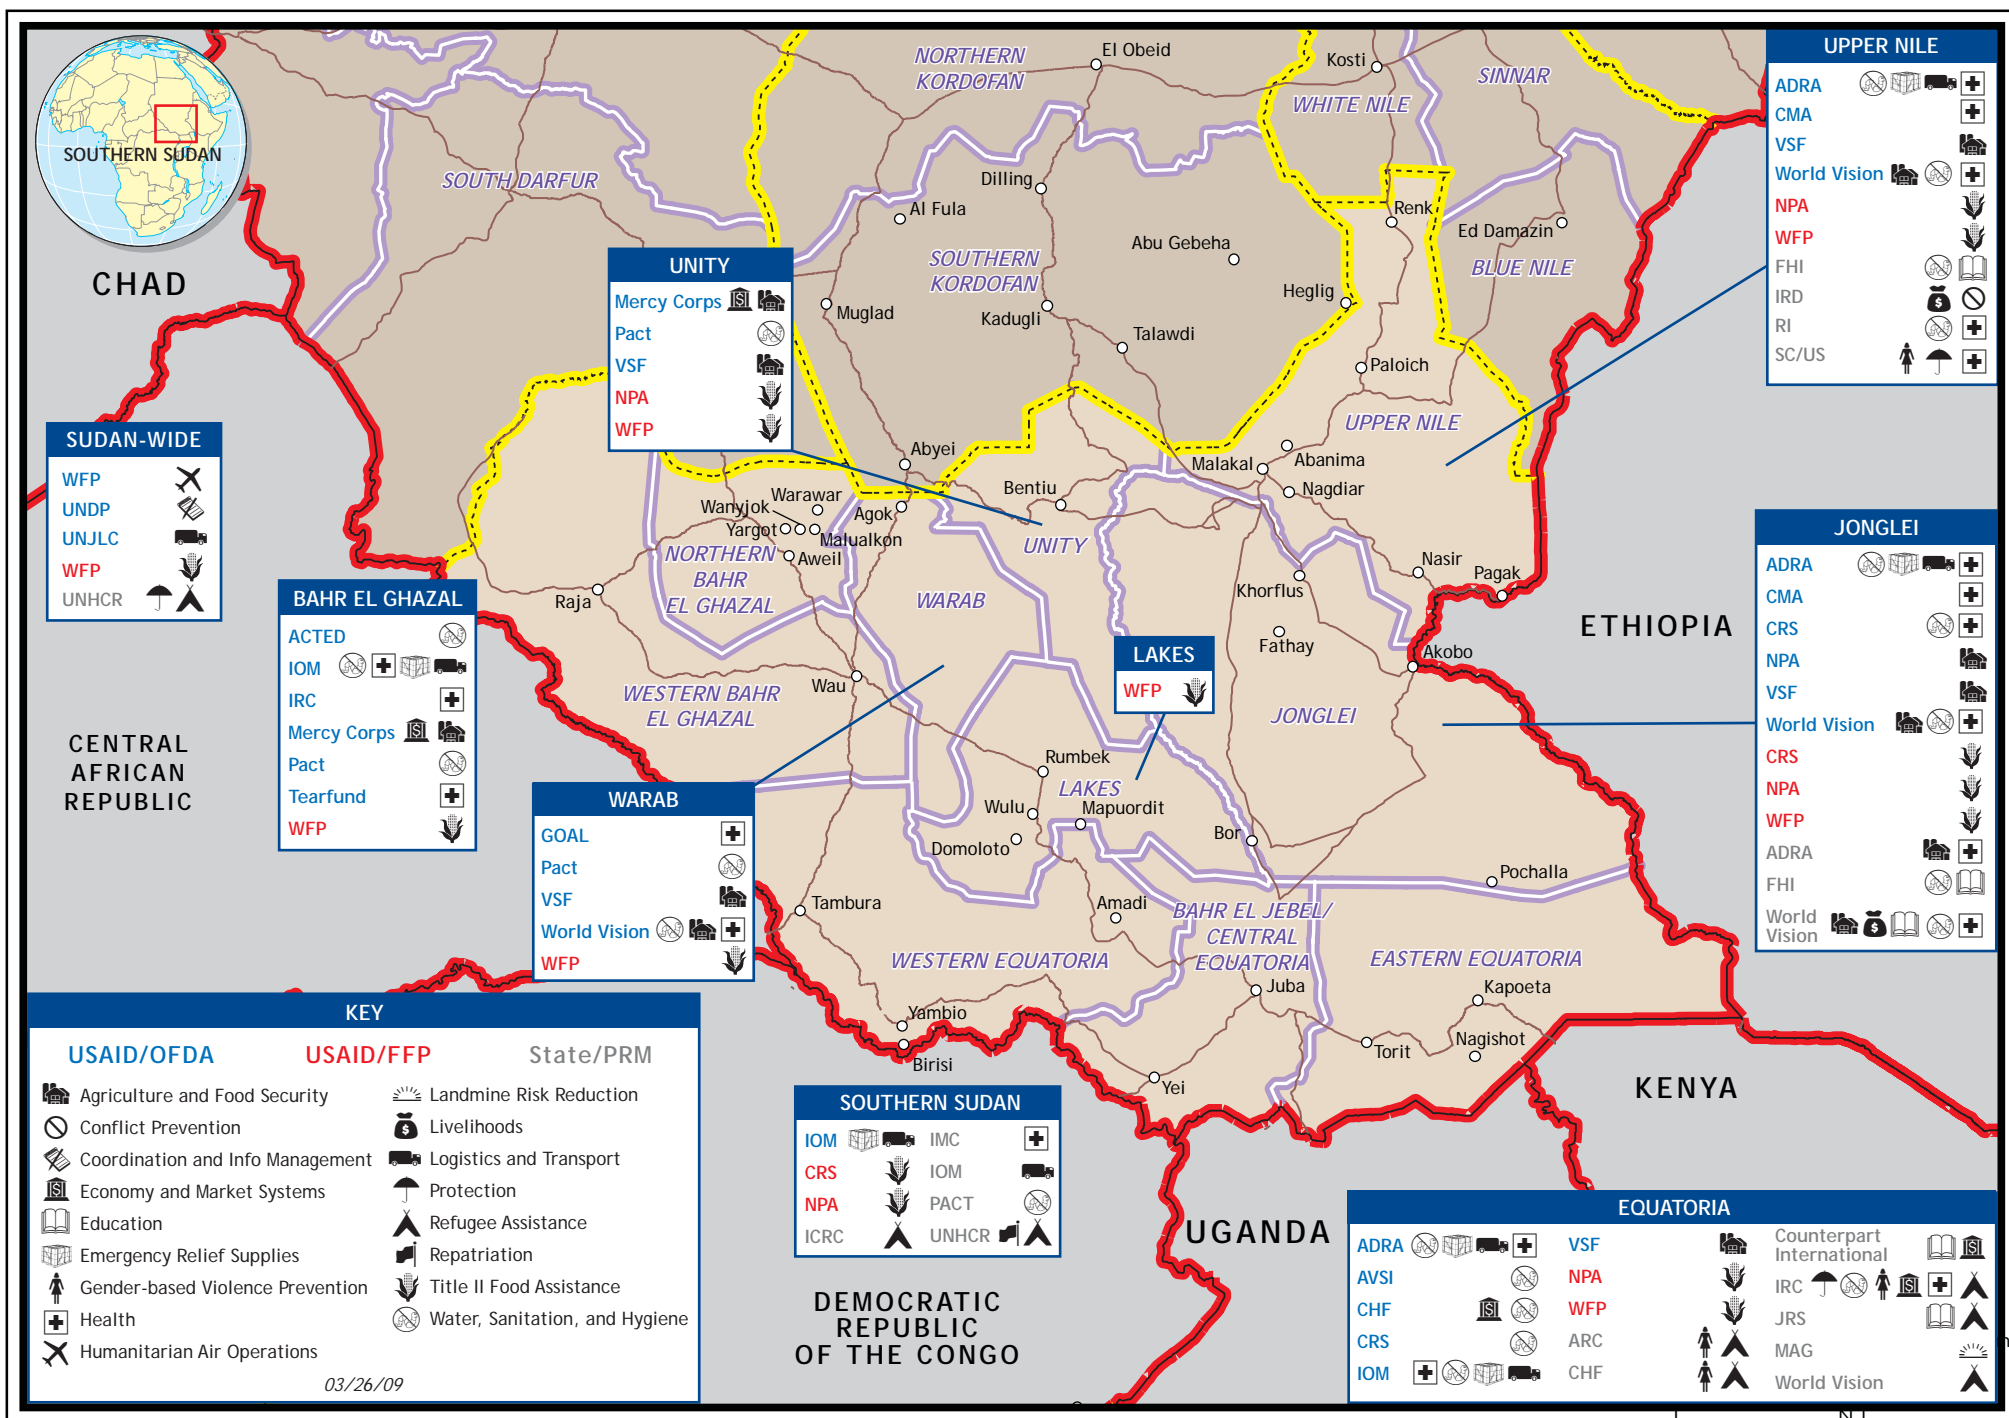 NORTHERN
KORDOFAN
El Obeid
Kosti
SINNAR
WHITE NILE
SOUTHERN SUDAN
SOUTH DARFUR
Dilling
Al Fula
Renk
Ed Damazin
Abu Gebeha
SOUTHERN
KORDOFAN
BLUE NILE
CHAD
Heglig
Muglad
Kadugli
Talawdi
Paloich
UPPER NILE
Abyei
Malakal
Abanima
Bentiu
Nagdiar
Warawar
Wanyjok
Agok
Yargot
Malualkon
NORTHERN
BAHR
EL GHAZAL
Aweil
UNITY
Nasir
Pagak
Raja
WARAB
Khorflus
ETHIOPIA
Fathay
Akobo
Wau
WESTERN BAHR
EL GHAZAL
JONGLEI
CENTRAL
AFRICAN
REPUBLIC
Rumbek
LAKES
Wulu
Mapuordit
Domoloto
Bor
Pochalla
Tambura
Amadi
BAHR EL JEBEL/
CENTRAL
EQUATORIA
WESTERN EQUATORIA
EASTERN EQUATORIA
Juba
Kapoeta
Yambio
Birisi
Torit
Nagishot
Yei
KENYA
UGANDA
DEMOCRATIC
REPUBLIC
OF THE CONGO
UPPER NILE
ADRA
CMA
VSF
World Vision
NPA
WFP
FHI
IRD
RI
SC/US
UNITY
Mercy Corps
Pact
VSF
NPA
WFP
SUDAN-WIDE
WFP
UNDP
UNJLC
WFP
UNHCR
BAHR EL GHAZAL
ACTED
IOM
IRC
Mercy Corps
Pact
Tearfund
WFP
LAKES
WFP
JONGLEI
ADRA
CMA
CRS
NPA
VSF
World Vision
CRS
NPA
WFP
ADRA
FHI
World
Vision
WARAB
GOAL
Pact
VSF
World Vision
WFP
KEY
USAID/OFDA USAID/FFP State/PRM
Agriculture and Food Security
Conflict Prevention
Coordination and Info Management
Economy and Market Systems
Education
Emergency Relief Supplies
Gender-based Violence Prevention
Health
Humanitarian Air Operations
Landmine Risk Reduction
Livelihoods
Logistics and Transport
Protection
Refugee Assistance
Repatriation
Title II Food Assistance
Water, Sanitation, and Hygiene
03/26/09
SOUTHERN SUDAN
IOM
CRS
NPA
ICRC
IMC
IOM
PACT
UNHCR
EQUATORIA
ADRA
AVSI
CHF
CRS
IOM
VSF
NPA
WFP
ARC
CHF
Counterpart
International
IRC
JRS
MAG
World Vision